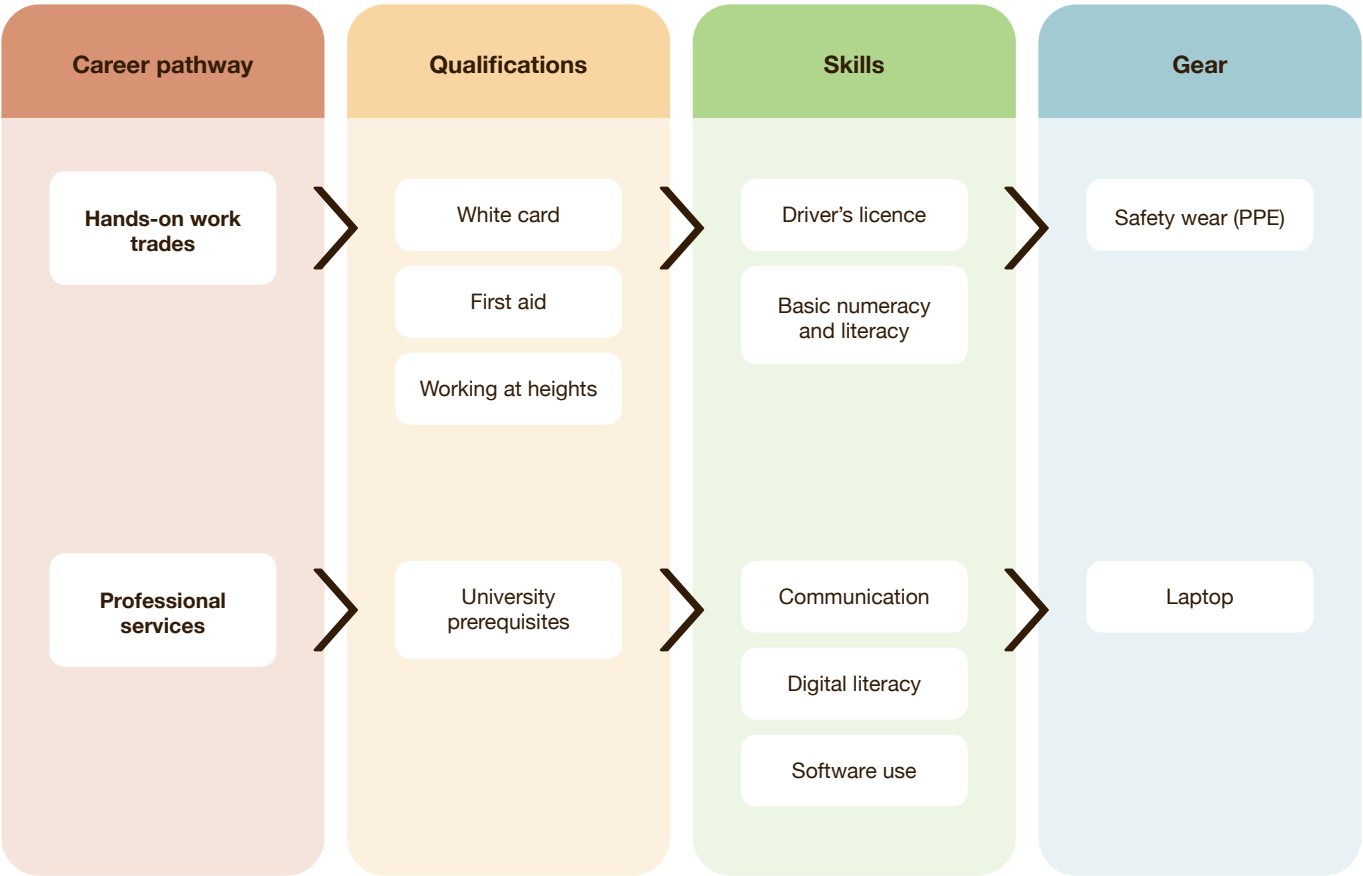 Career pathway
Qualifications
Skills
Gear
Hands-on work
trades
White card
First aid
Working at heights
Driver’s licence
Basic numeracy
and literacy
Safety wear (PPE)
Professional
services
University
prerequisites
Communication
Digital literacy
Software use
Laptop